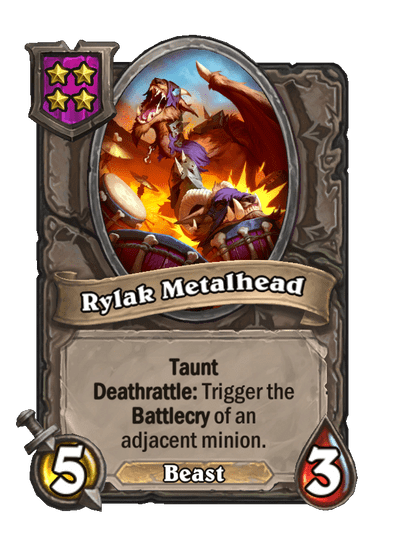 Rylak Metalhead
Taunt
Deathrattle: Trigger the
Battlecry of an
adjacent minion.
5
Beast
3